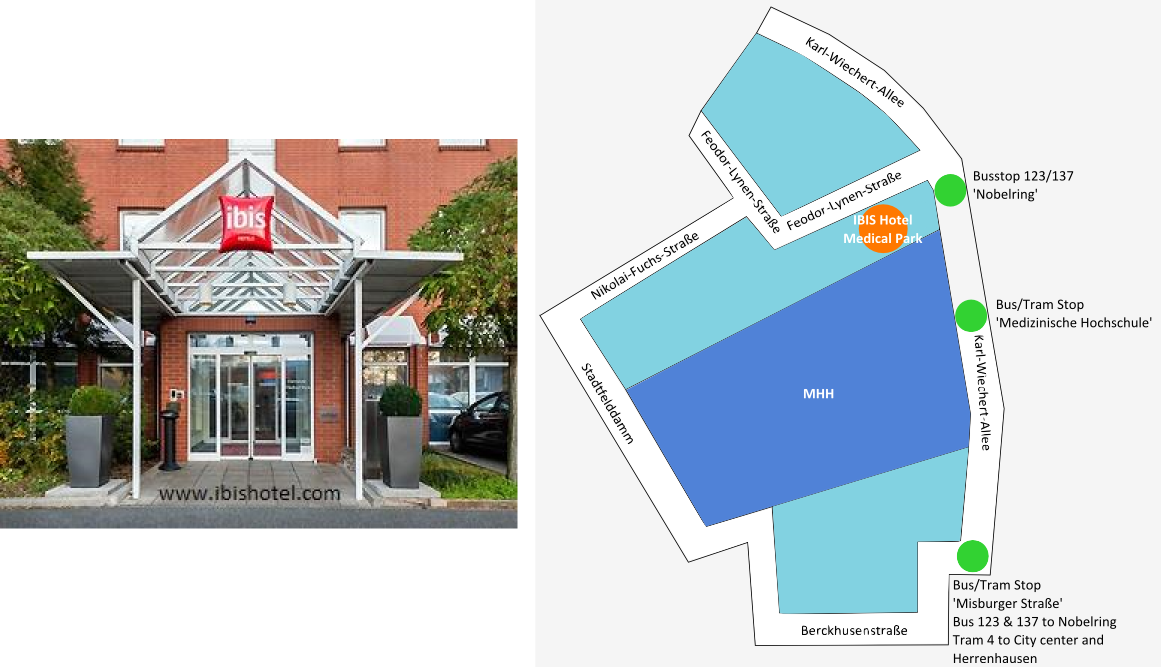 ibis
HOTELS
www.ibishotel.com
Karl-Wiechert-Allee
Feodor-Lynen-Straße
Feodor-Lynen-Straße
Busstop 123/137
'Nobelring'
IBIS Hotel
Medical Park
Nikolai-Fuchs-Straße
Bus/Tram Stop
'Medizinische Hochschule'
Karl-Wiechert-Allee
Stadtfelddamm
MHH
Bus/Tram Stop
'Misburger Straße'
Bus 123 & 137 to Nobelring
Tram 4 to City center and
Herrenhausen
Berckhusenstraße